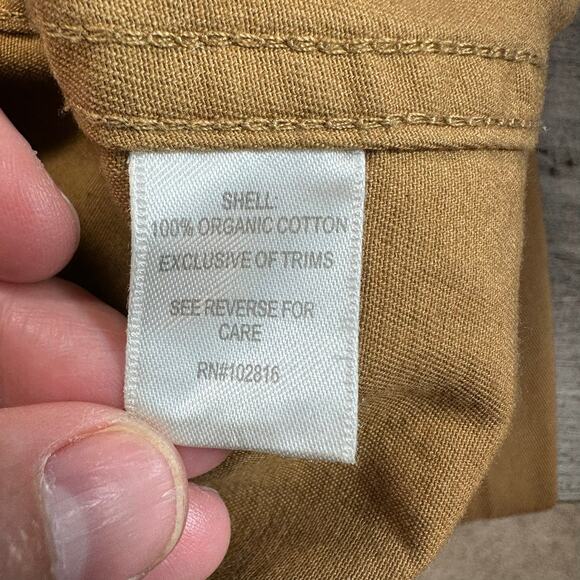 SHELL:
100% ORGANIC COTTON
EXCLUSIVE OF TRIMS
SEE REVERSE FOR
CARE
RN#102816